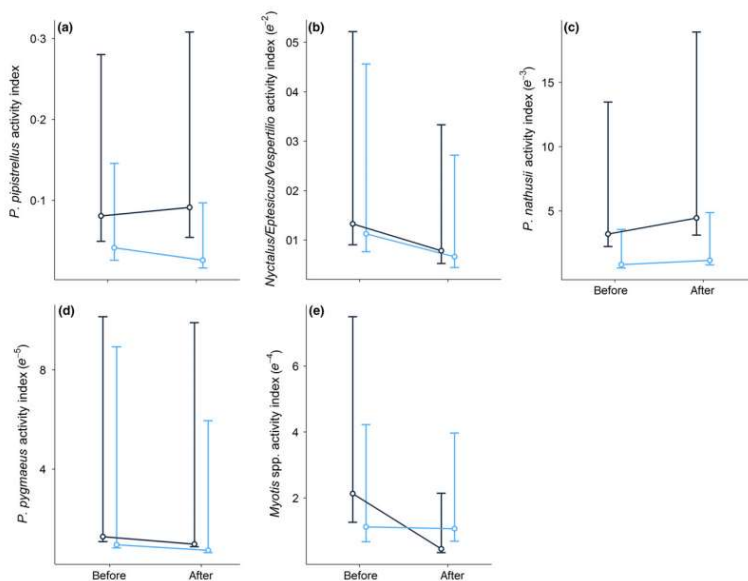 (a)
0·3
0·2
0·1
P. pipistrellus activity index
(b)
05
04
03
02
01
Nyctalus/Eptesicus/Vespertilio activity index (e−2)
(c)
15
10
5
P. nathusii activity index (e−3)
Before After
(d)
8
4
P. pygmaeus activity index (e−5)
Before After
(e)
6
4
2
Myotis spp. activity index (e−4)
Before After